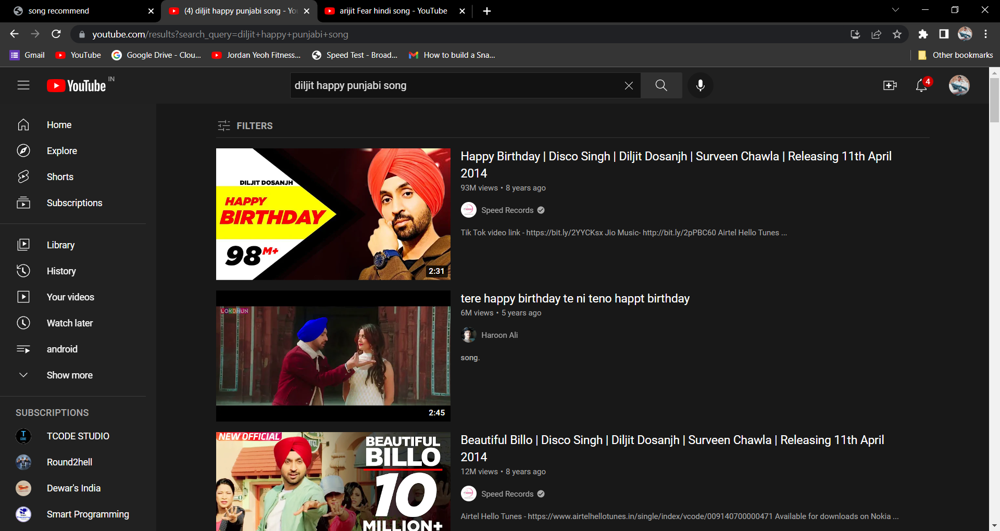 song recommend
(4) diljit happy punjabi song - You
arijit Fear hindi song - YouTube
youtube.com/results?search_query=diljit+happy+punjabi+song
Gmail
YouTube
Google Drive - Clou...
Jordan Yeoh Fitness...
Speed Test - Broad...
How to build a Sna...
Other bookmarks
YouTube IN
diljit happy punjabi song
4
Home
Explore
Shorts
Subscriptions
Library
History
Your videos
Watch later
android
Show more
SUBSCRIPTIONS
TCODE STUDIO
Round2hell
Dewar's India
Smart Programming
FILTERS
DILJIT DOSANJH
HAPPY
BIRTHDAY
98M+
2:31
Happy Birthday | Disco Singh | Diljit Dosanjh | Surveen Chawla | Releasing 11th April
2014
93M views • 8 years ago
Speed Records
Tik Tok video link - https://bit.ly/2YYCKsx Jio Music- http://bit.ly/2pPBC60 Airtel Hello Tunes ...
LOKDHUN
2:45
tere happy birthday te ni teno happt birthday
6M views • 5 years ago
Haroon Ali
song.
NEW OFFICIAL
BEAUTIFUL
BILLO
10
MILLION+
Beautiful Billo | Disco Singh | Diljit Dosanjh | Surveen Chawla | Releasing 11th April
2014
12M views • 8 years ago
Speed Records
Airtel Hello Tunes - https://www.airtelhellotunes.in/single/index/vcode/009140700000471 Available for downloads on Nokia ...